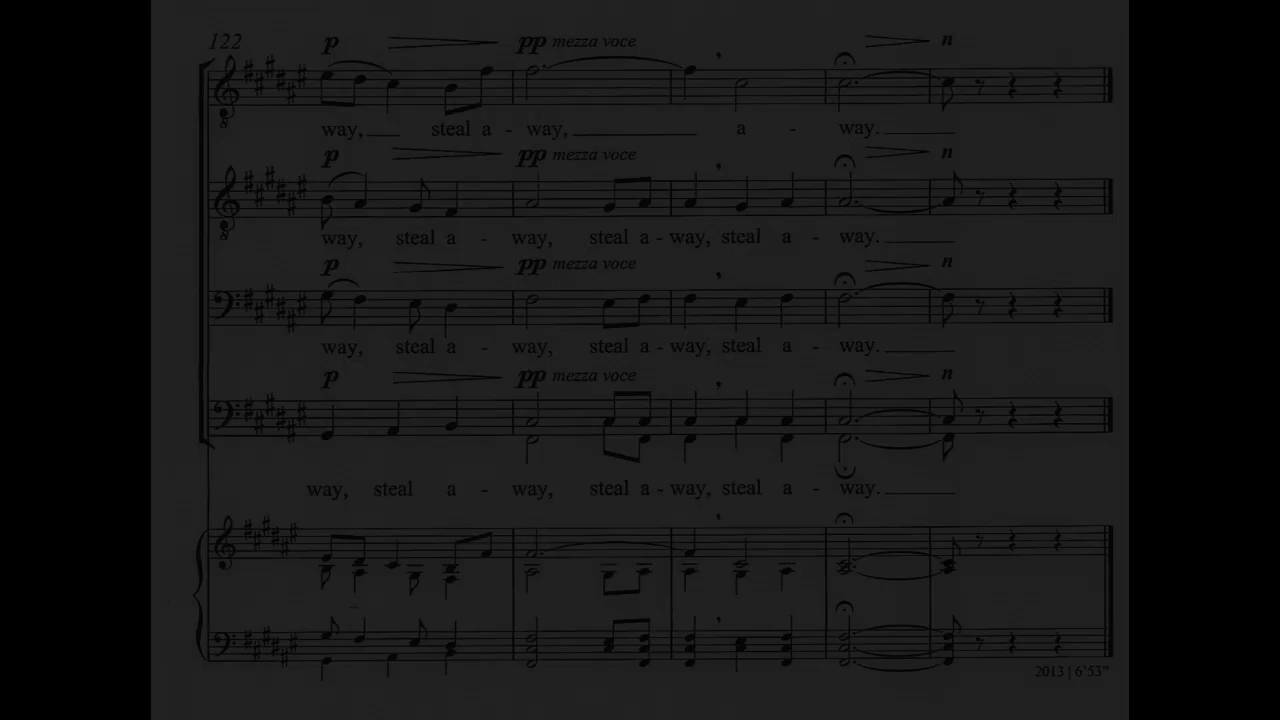 122
p pp mezza voce n
way, steal a - way, a - way.
p pp mezza voce n
way, steal a - way, steal a - way, steal a - way.
p pp mezza voce n
way, steal a - way, steal a - way, steal a - way.
p pp mezza voce n
way, steal a - way, steal a - way, steal a - way.
2013 | 6'53"